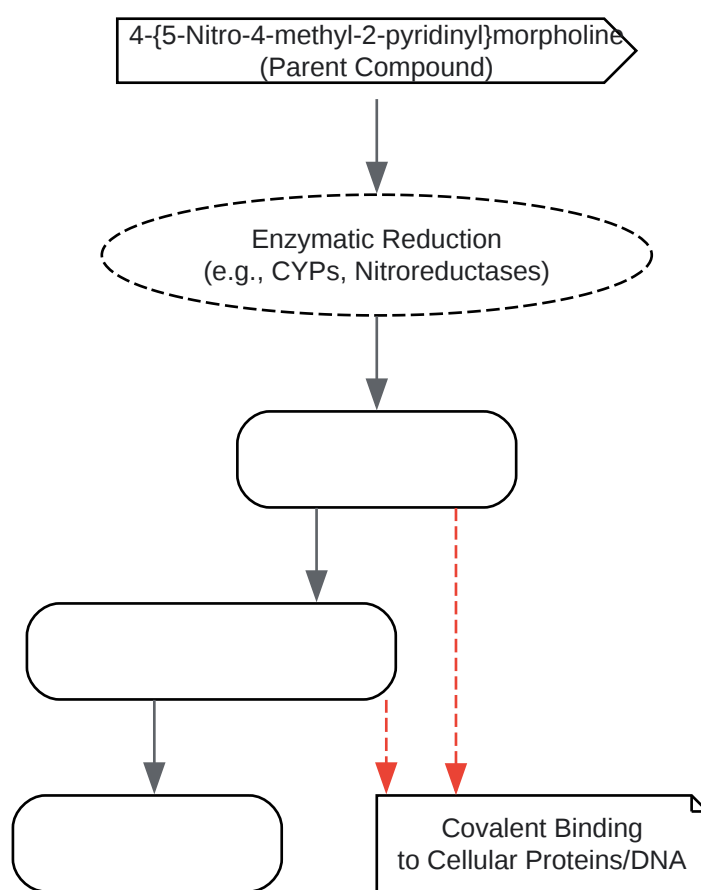 4-{5-Nitro-4-methyl-2-pyridinyl}morpholine
(Parent Compound)
Enzymatic Reduction
(e.g., CYPs, Nitroreductases)
Covalent Binding
to Cellular Proteins/DNA